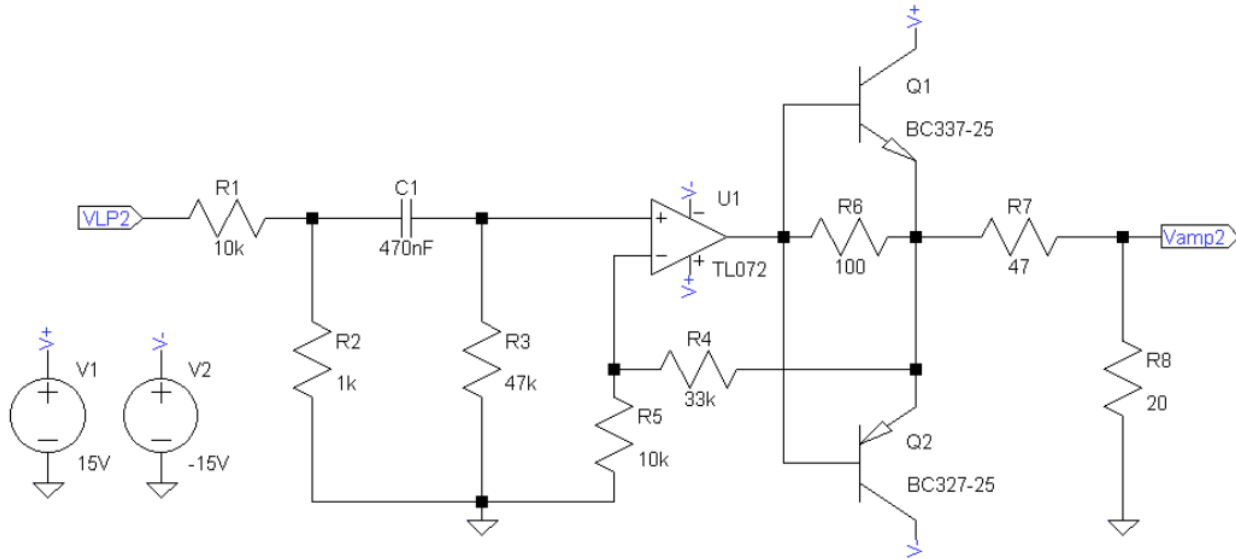 V+
Q1
BC337-25
VLP2
R1
10k
C1
470nF
V-
U1
+
−
−
+
TL072
V+
R6
100
R7
47
Vamp2
R2
1k
R3
47k
R4
33k
R5
10k
R8
20
V+
V1
+
−
15V
V-
V2
+
−
-15V
Q2
BC327-25
V-